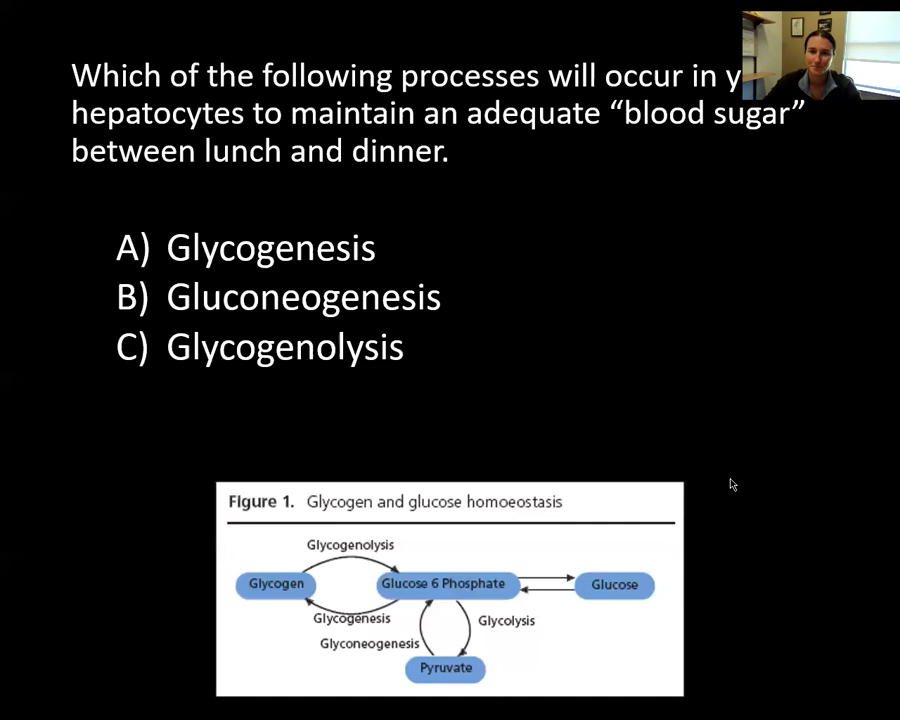 Which of the following processes will occur in y
hepatocytes to maintain an adequate “blood sugar”
between lunch and dinner.
A) Glycogenesis
B) Gluconeogenesis
C) Glycogenolysis
Figure 1. Glycogen and glucose homoeostasis
Glycogenolysis
Glycogen
Glucose 6 Phosphate
Glucose
Glycogenesis
Glycolysis
Glyconeogenesis
Pyruvate